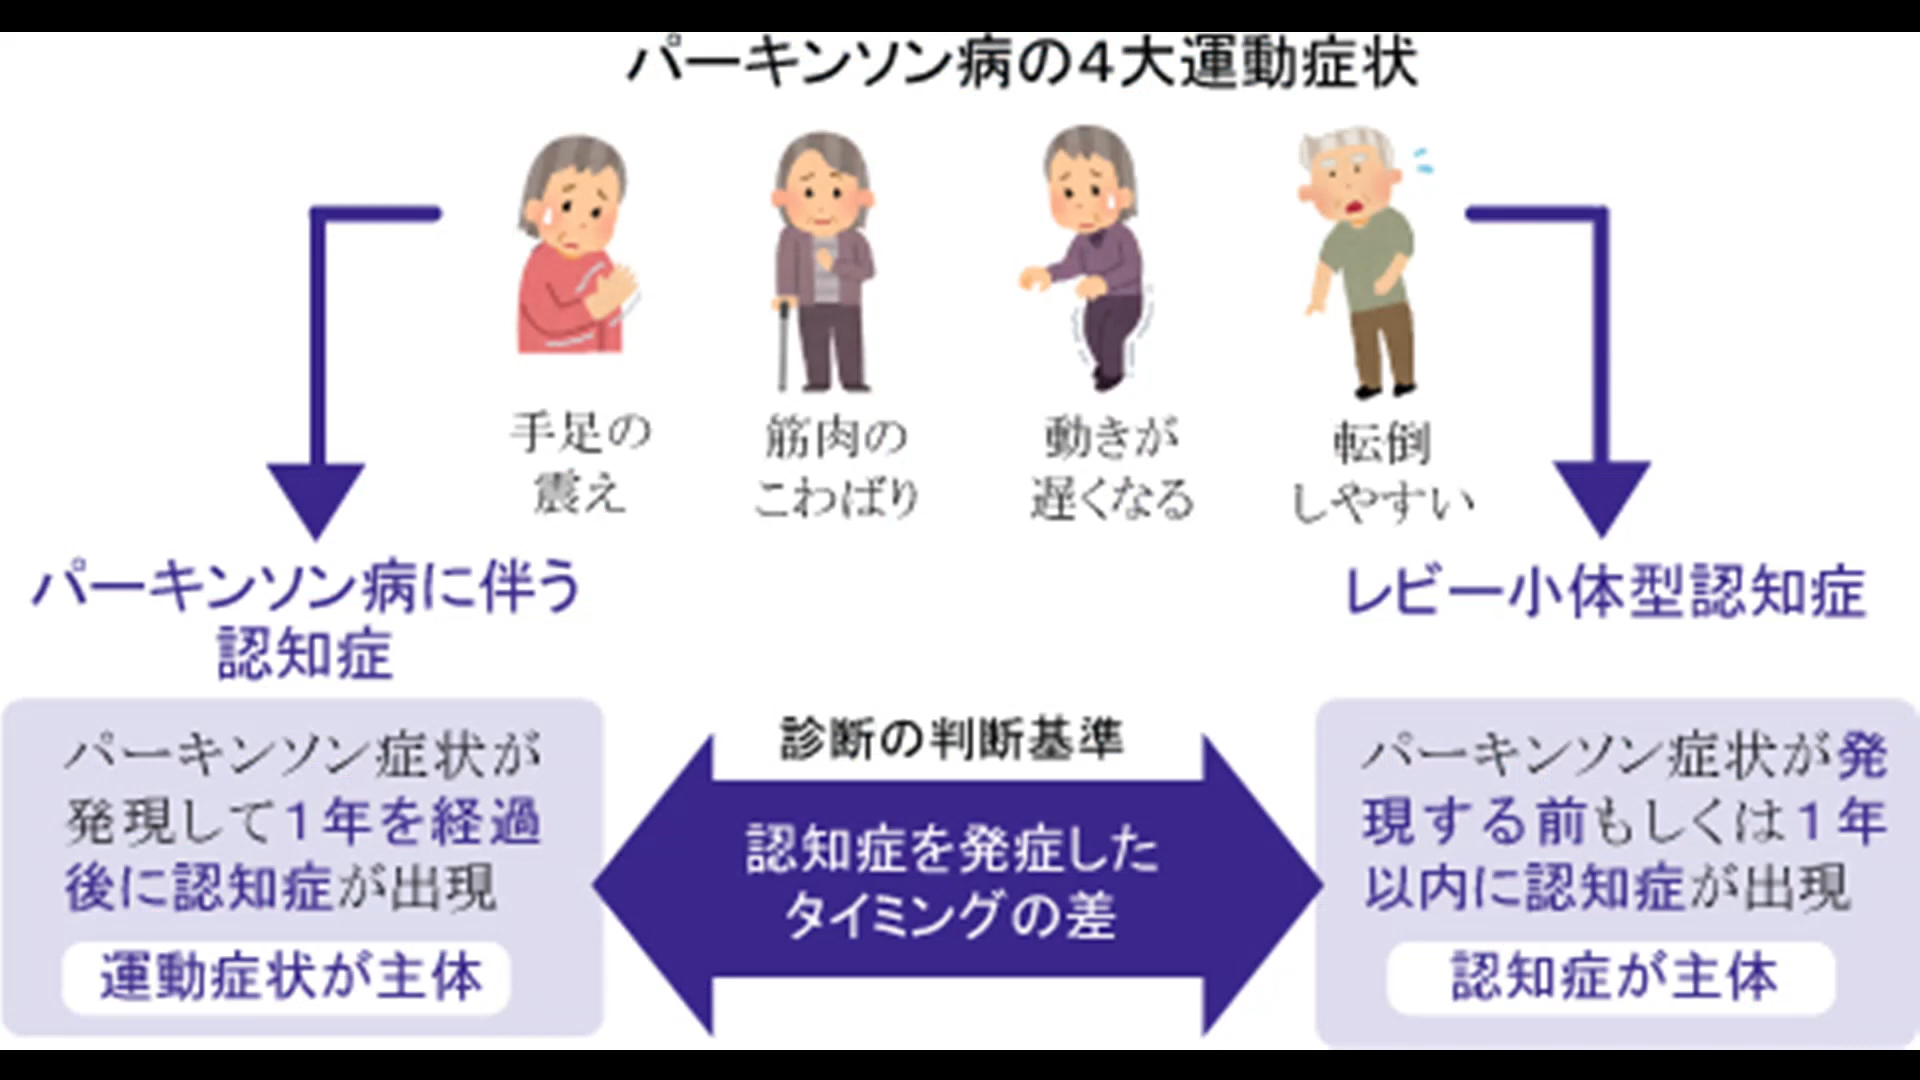 パーキンソン病の4大運動症状
手足の
震え
筋肉の
こわばり
動きが
遅くなる
転倒
しやすい
パーキンソン病に伴う
認知症
レビー小体型認知症
パーキンソン症状が
発現して1年を経過
後に認知症が出現
運動症状が主体
診断の判断基準
認知症を発症した
タイミングの差
パーキンソン症状が発
現する前もしくは1年
以内に認知症が出現
認知症が主体